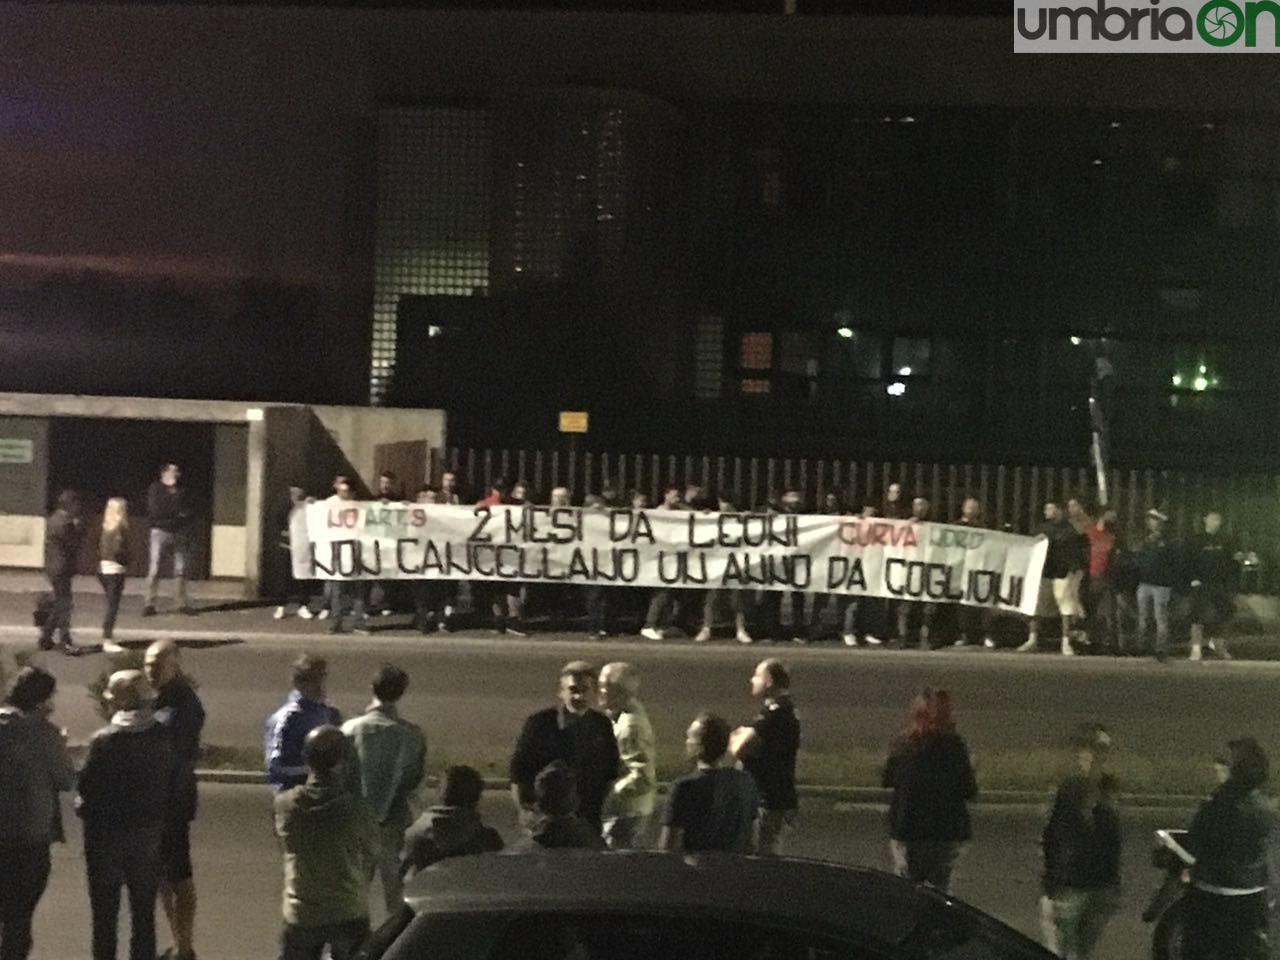 umbriaON
NO ART.9 2 MESI DA LEONI CURVA NORD
NON CANCELLANO UN ANNO DA COGLIONI